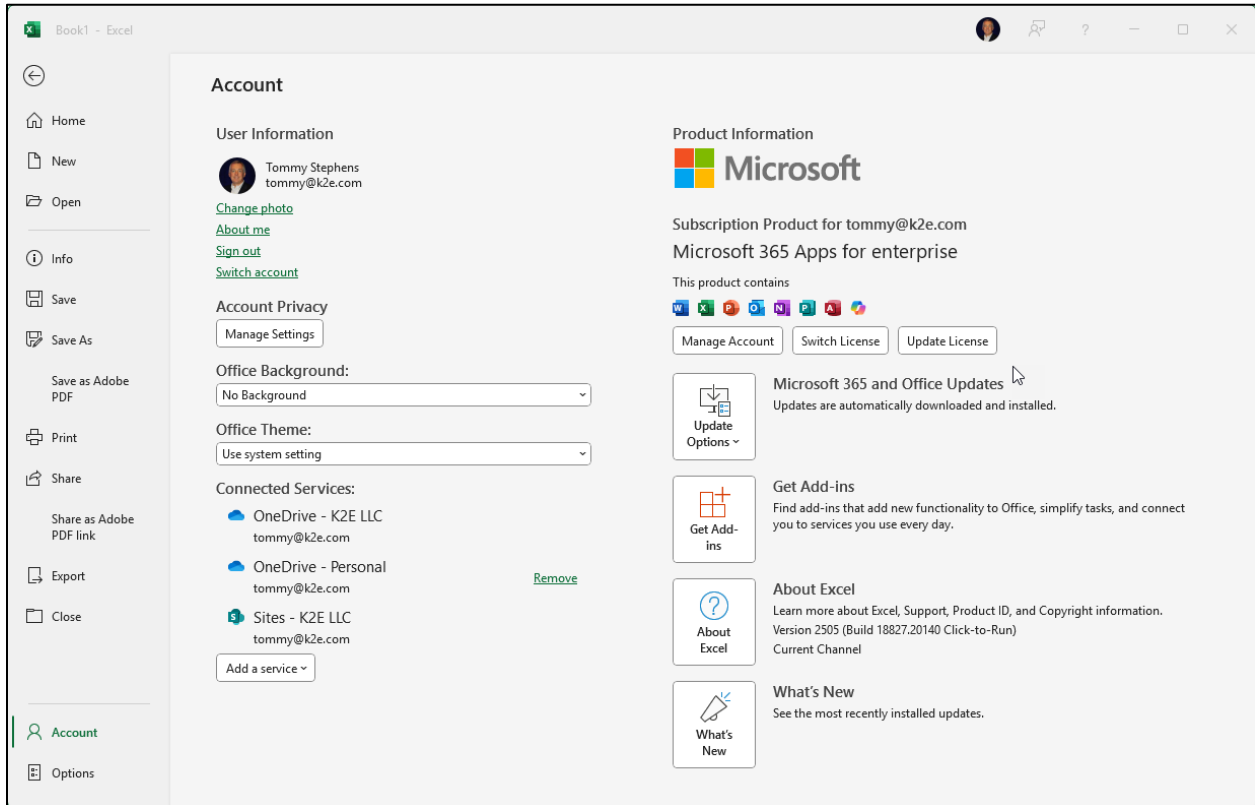 Book1 - Excel
?
Account
Home
New
Open
Info
Save
Save As
Save as Adobe
PDF
Print
Share
Share as Adobe
PDF link
Export
Close
Account
Options
User Information
Tommy Stephens
tommy@k2e.com
Change photo
About me
Sign out
Switch account
Account Privacy
Manage Settings
Office Background:
No Background
Office Theme:
Use system setting
Connected Services:
OneDrive - K2E LLC
tommy@k2e.com
OneDrive - Personal
tommy@k2e.com
Remove
Sites - K2E LLC
tommy@k2e.com
Add a service
Product Information
Microsoft
Subscription Product for tommy@k2e.com
Microsoft 365 Apps for enterprise
This product contains
Manage Account
Switch License
Update License
Update
Options
Microsoft 365 and Office Updates
Updates are automatically downloaded and installed.
Get Add-
ins
Get Add-ins
Find add-ins that add new functionality to Office, simplify tasks, and connect
you to services you use every day.
About
Excel
About Excel
Learn more about Excel, Support, Product ID, and Copyright information.
Version 2505 (Build 18827.20140 Click-to-Run)
Current Channel
What's
New
What's New
See the most recently installed updates.